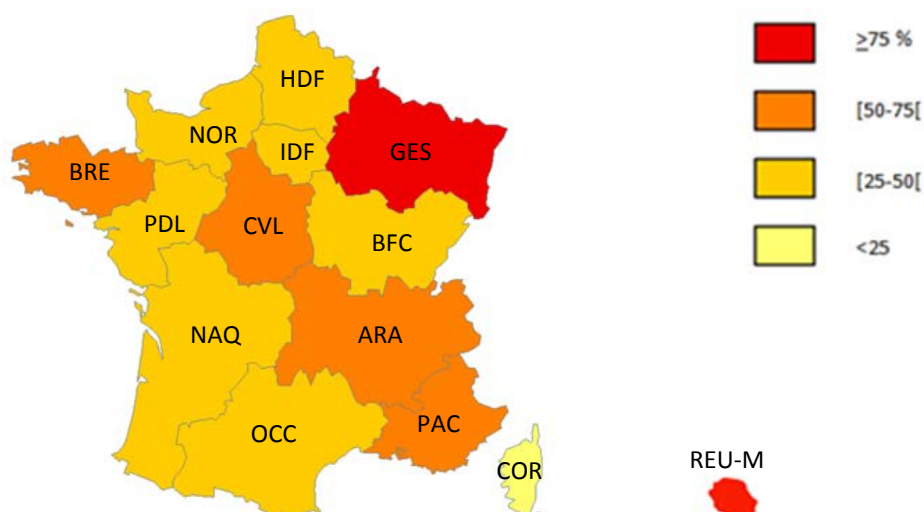 HDF
NOR
IDF
GES
BRE
PDL
CVL
BFC
NAQ
ARA
OCC
PAC
COR
REU-M
≥75 %
[50-75[
[25-50[
<25